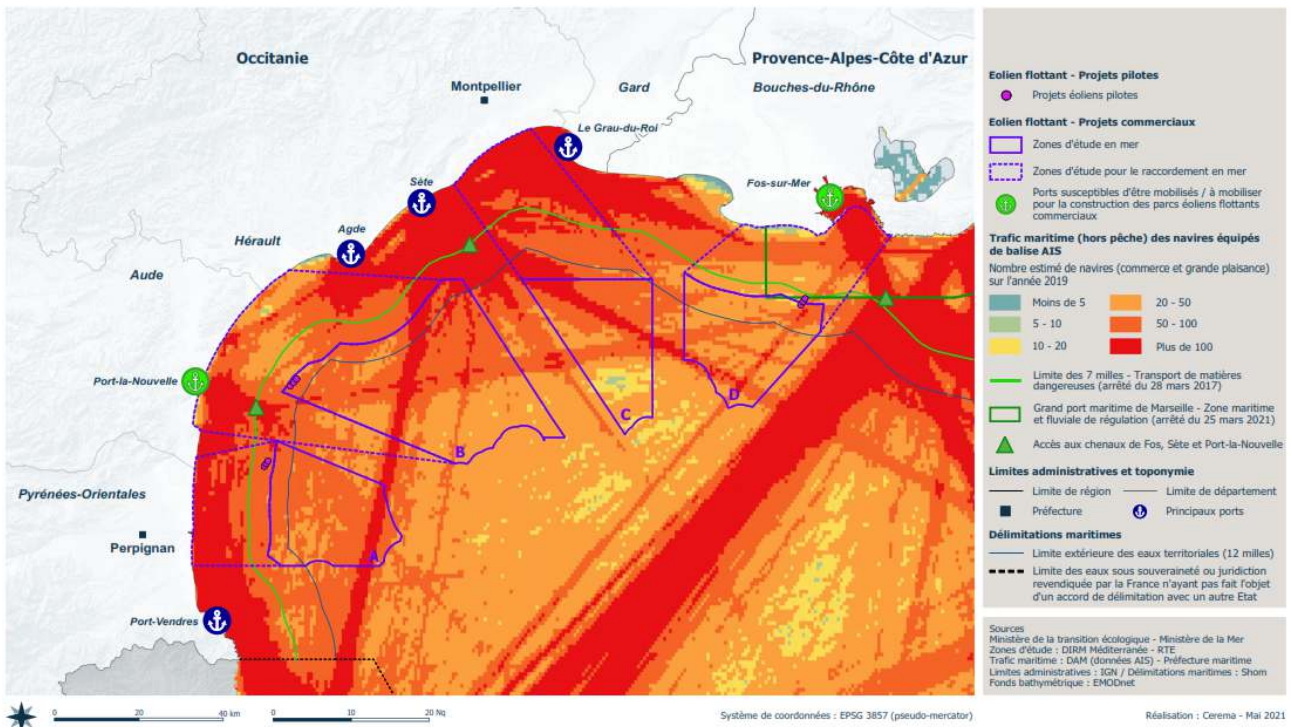 Occitanie
Provence-Alpes-Côte d'Azur
Montpellier
Gard
Bouches-du-Rhône
Le Grau-du-Roi
Sète
Fos-sur-Mer
Agde
Hérault
Aude
Port-la-Nouvelle
D
C
B
Pyrénées-Orientales
Perpignan
A
Port-Vendres
0 20 40 km
0 10 20 Nq
Système de coordonnées : EPSG 3857 (pseudo-mercator)
Réalisation : Cerema - Mai 2021
Eolien flottant - Projets pilotes
Projets éoliens pilotes
Eolien flottant - Projets commerciaux
Zones d'étude en mer
Zones d'étude pour le raccordement en mer
Ports susceptibles d'être mobilisés / à mobiliser
pour la construction des parcs éoliens flottants
commerciaux
Trafic maritime (hors pêche) des navires équipés
de balise AIS
Nombre estimé de navires (commerce et grande plaisance)
sur l'année 2019
Moins de 5 20 - 50
5 - 10 50 - 100
10 - 20 Plus de 100
Limite des 7 milles - Transport de matières
dangereuses (arrêté du 28 mars 2017)
Grand port maritime de Marseille - Zone maritime
et fluviale de régulation (arrêté du 25 mars 2021)
Accès aux chenaux de Fos, Sète et Port-la-Nouvelle
Limites administratives et toponymie
Limite de région Limite de département
Préfecture Principaux ports
Délimitations maritimes
Limite extérieure des eaux territoriales (12 milles)
Limite des eaux sous souveraineté ou juridiction
revendiquée par la France n'ayant pas fait l'objet
d'un accord de délimitation avec un autre Etat
Sources
Ministère de la transition écologique - Ministère de la Mer
Zones d'étude : DIRM Méditerranée - RTE
Trafic maritime : DAM (données AIS) - Préfecture maritime
Limites administratives : IGN / Délimitations maritimes : Shom
Fonds bathymétrique : EMODnet